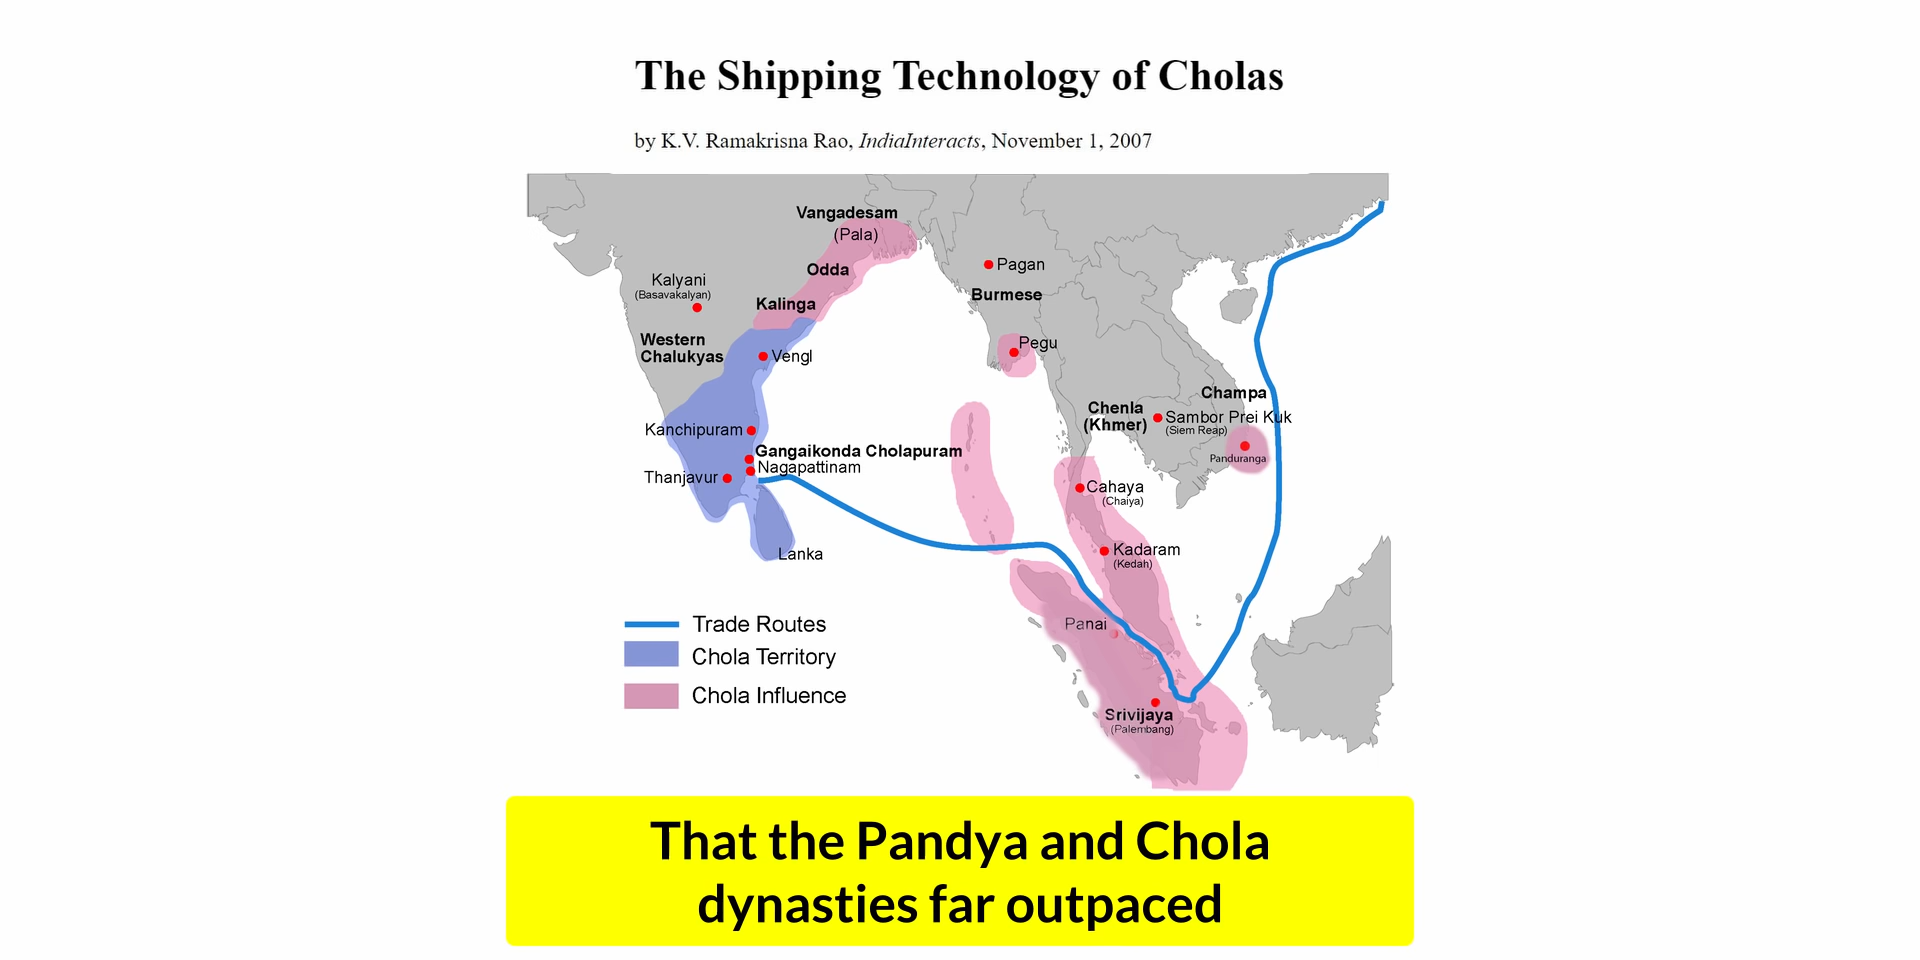 The Shipping Technology of Cholas
by K.V. Ramakrisna Rao, IndiaInteracts, November 1, 2007
Vangadesam
(Pala)
Odda
Kalinga
Kalyani
(Basavakalyan)
Western
Chalukyas
Vengl
Pagan
Burmese
Pegu
Champa
Chenla
(Khmer)
Sambor Prei Kuk
(Siem Reap)
Panduranga
Kanchipuram
Gangaikonda Cholapuram
Nagapattinam
Thanjavur
Lanka
Cahaya
(Chaiya)
Kadaram
(Kedah)
Panai
Srivijaya
(Palembang)
Trade Routes
Chola Territory
Chola Influence
That the Pandya and Chola
dynasties far outpaced